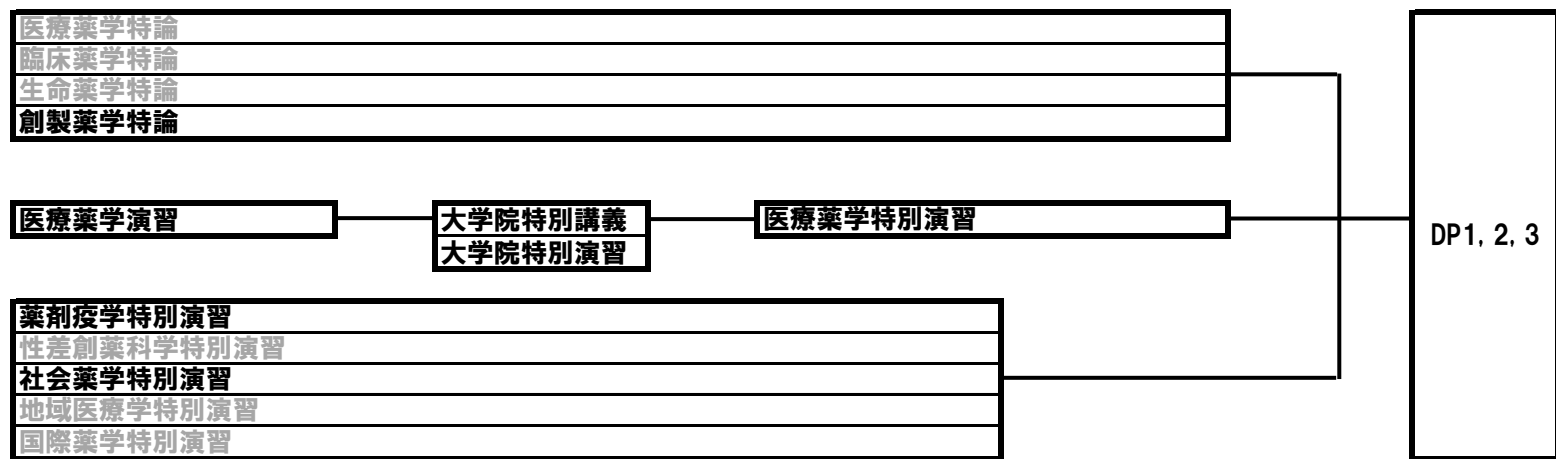 医療薬学特論
臨床薬学特論
生命薬学特論
創製薬学特論
医療薬学演習
大学院特別講義
大学院特別演習
医療薬学特別演習
薬剤疫学特別演習
性差創薬科学特別演習
社会薬学特別演習
地域医療学特別演習
国際薬学特別演習
DP1, 2, 3